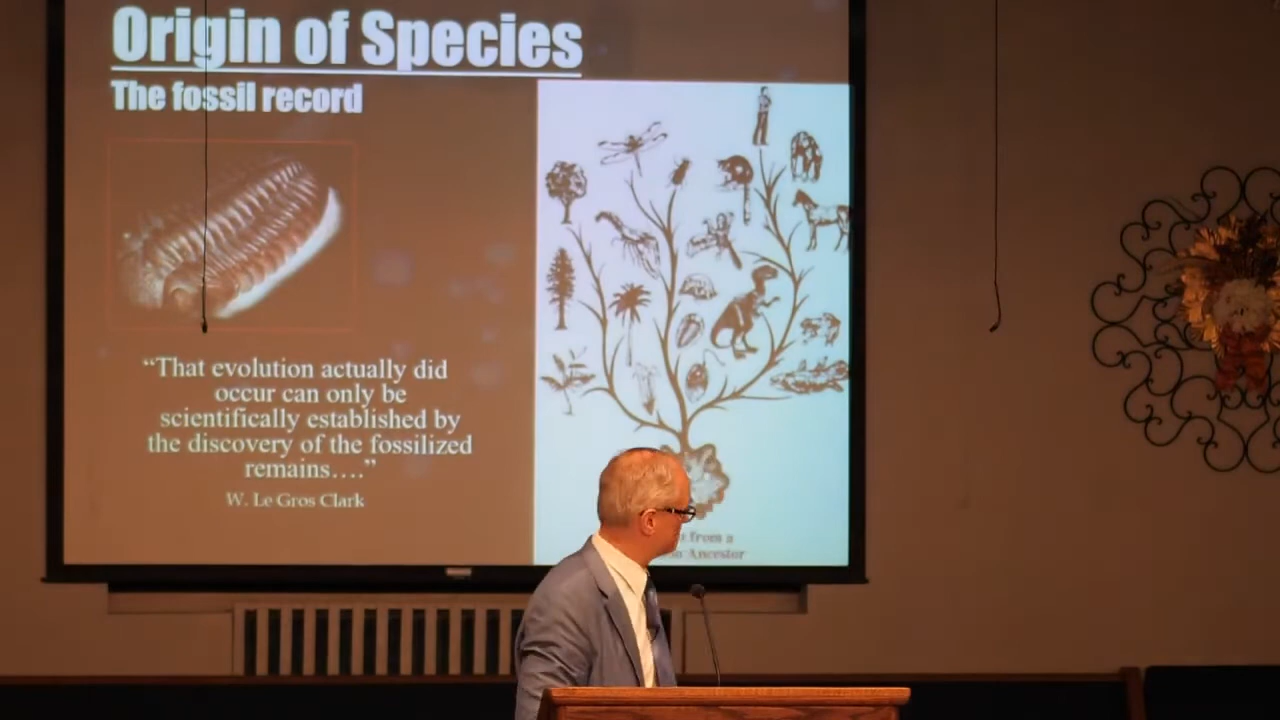 Origin of Species
The fossil record
“That evolution actually did
occur can only be
scientifically established by
the discovery of the fossilized
remains….”
W. Le Gros Clark
from a
Ancestor